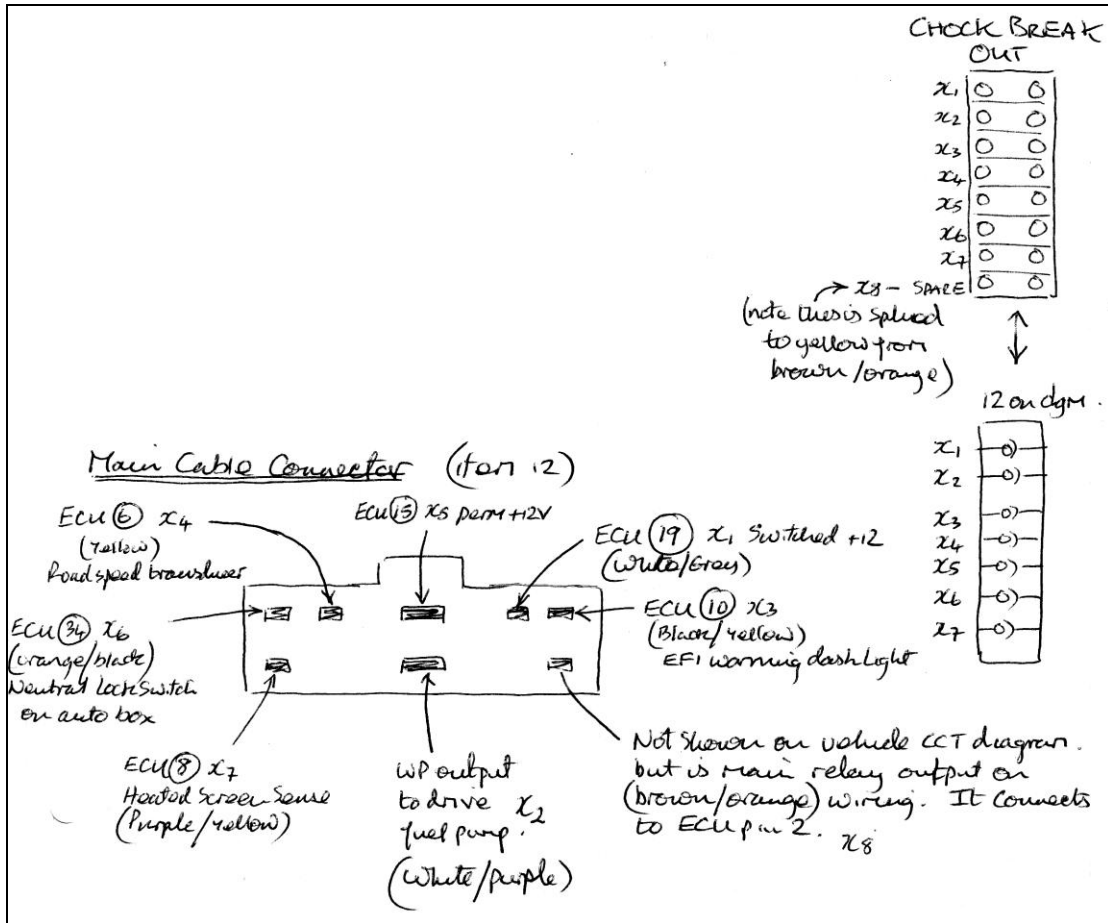 CHOCK BREAK
OUT
x1
x2
x3
x4
x5
x6
x7
x8 - SPARE
(note this is spliced
to yellow from
brown/orange)
12 on dgm.
x1
x2
x3
x4
x5
x6
x7
Main Cable Connector (item 12)
ECU 6 x4
(Yellow)
Road speed transducer
ECU 15 x5 perm +12V
ECU 19 x1 Switched +12
(White/Grey)
ECU 10 x3
(Black/Yellow)
EFI warning dash light
ECU 34 x6
(orange/black)
Neutral Lock Switch
on auto box
ECU 8 x7
Heated Screen Sense
(Purple/Yellow)
output
to drive x2
fuel pump.
(White/purple)
Not shown on vehicle CCT diagram.
but is main relay output on
(brown/orange) wiring. It connects
to ECU pin 2.
x8